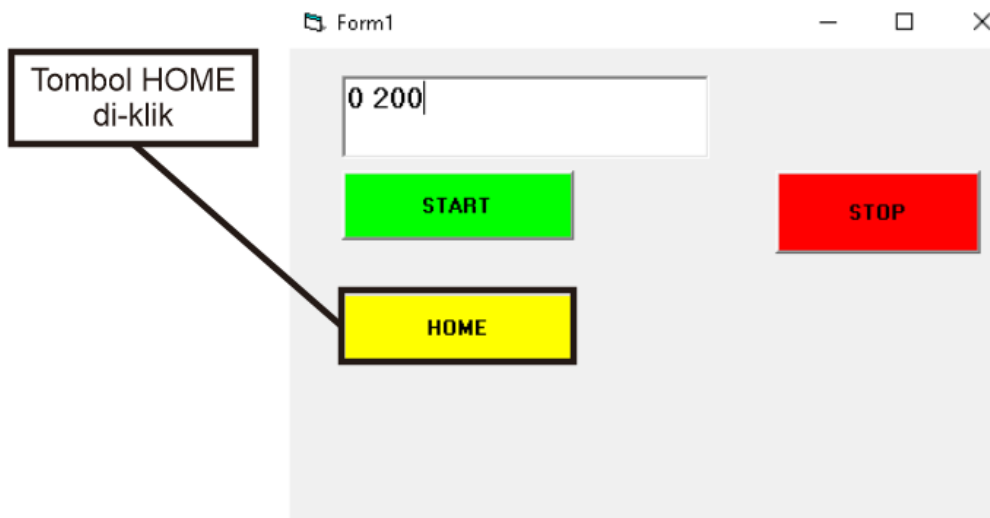 Form1
Tombol HOME
di-klik
0 200
START
STOP
HOME